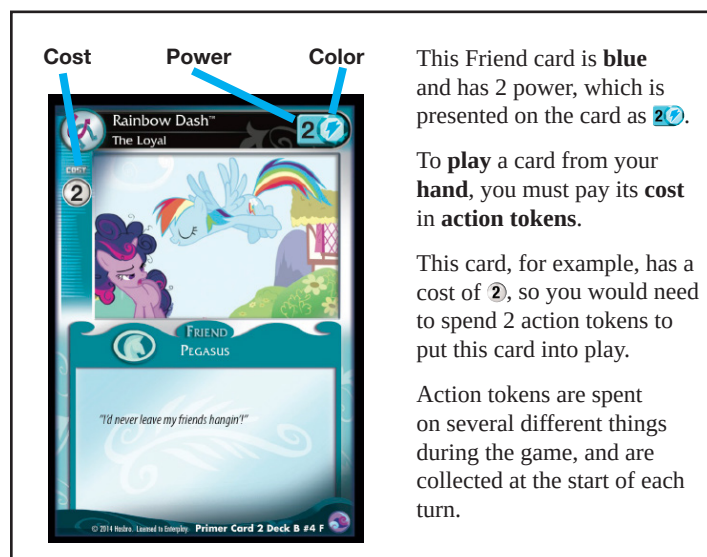 Cost Power Color
Rainbow Dash™
The Loyal
2
COST
2
FRIEND
PEGASUS
"I'd never leave my friends hangin'!"
© 2014 Hasbro. Licensed to Enterplay. Primer Card 2 Deck B #4 F
This Friend card is blue
and has 2 power, which is
presented on the card as 2.
To play a card from your
hand, you must pay its cost
in action tokens.
This card, for example, has a
cost of 2, so you would need
to spend 2 action tokens to
put this card into play.
Action tokens are spent
on several different things
during the game, and are
collected at the start of each
turn.